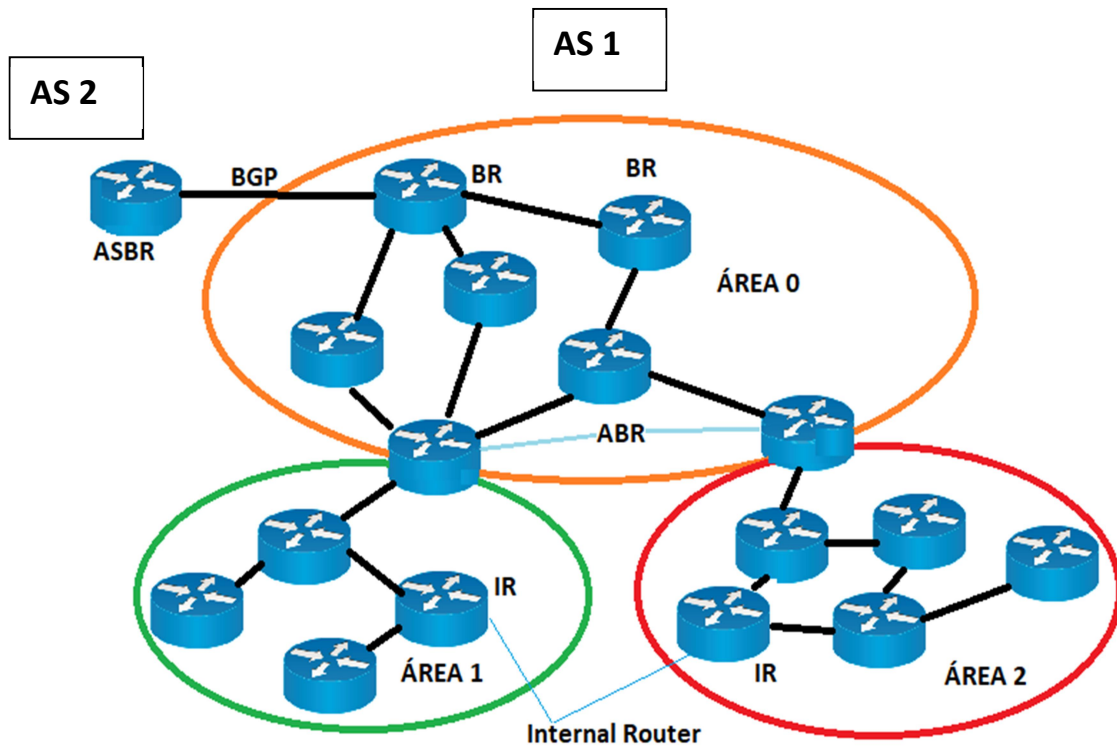 AS 1
AS 2
BGP
BR
BR
ASBR
ÁREA 0
ABR
IR
ÁREA 1
IR
ÁREA 2
Internal Router